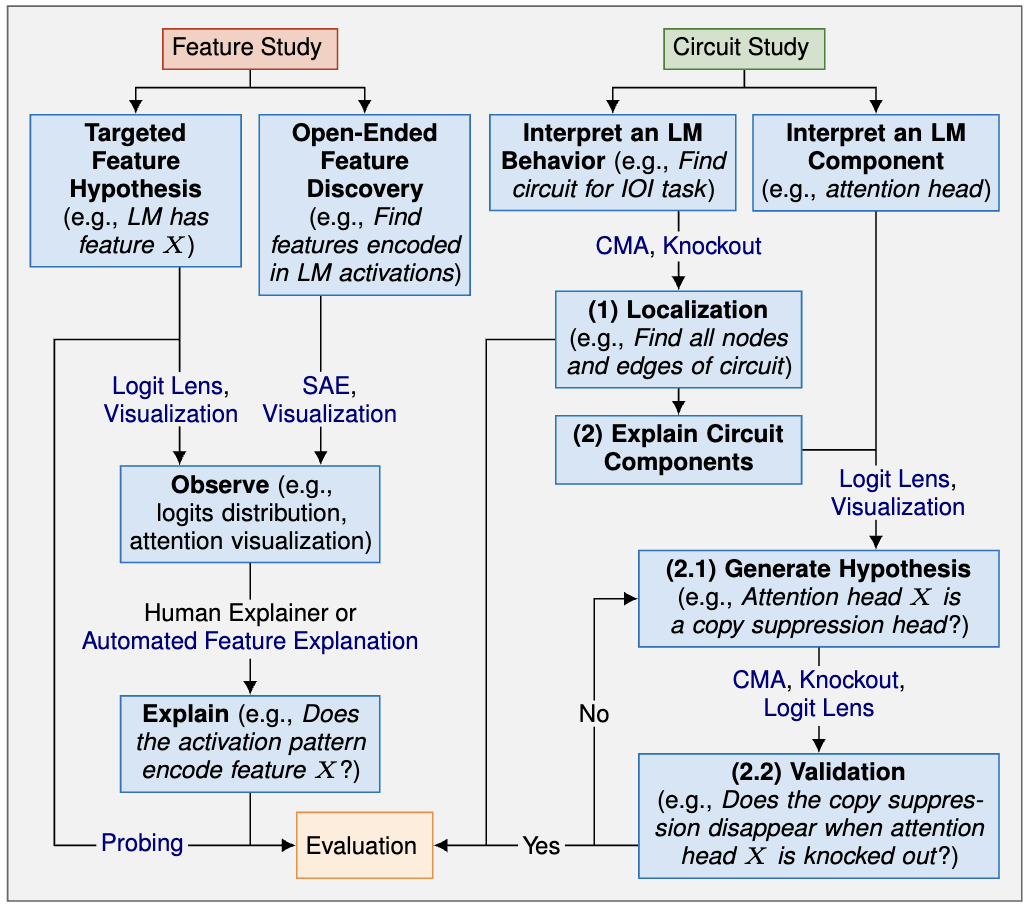 Feature Study
Circuit Study
Targeted
Feature
Hypothesis
(e.g., LM has
feature X)
Open-Ended
Feature
Discovery
(e.g., Find
features encoded
in LM activations)
Interpret an LM
Behavior (e.g., Find
circuit for IOI task)
Interpret an LM
Component
(e.g., attention head)
CMA, Knockout
(1) Localization
(e.g., Find all nodes
and edges of circuit)
Logit Lens,
Visualization
SAE,
Visualization
(2) Explain Circuit
Components
Observe (e.g.,
logits distribution,
attention visualization)
Logit Lens,
Visualization
(2.1) Generate Hypothesis
(e.g., Attention head X is
a copy suppression head?)
Human Explainer or
Automated Feature Explanation
CMA, Knockout,
Logit Lens
Explain (e.g., Does
the activation pattern
encode feature X?)
No
(2.2) Validation
(e.g., Does the copy suppres-
sion disappear when attention
head X is knocked out?)
Probing
Evaluation
Yes